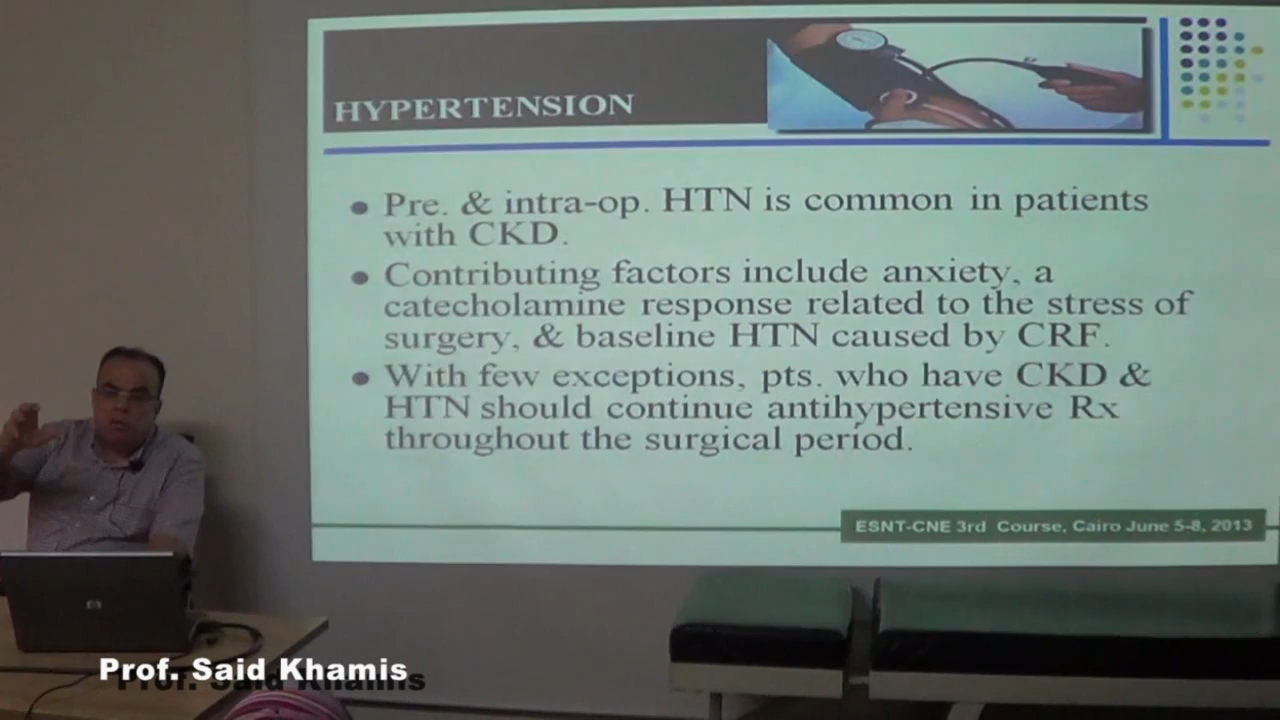 HYPERTENSION
Pre. & intra-op. HTN is common in patients
with CKD.
Contributing factors include anxiety, a
catecholamine response related to the stress of
surgery, & baseline HTN caused by CRF.
With few exceptions, pts. who have CKD &
HTN should continue antihypertensive Rx
throughout the surgical period.
ESNT-CNE 3rd Course, Cairo June 5-8, 2013
hp
Prof. Said Khamis